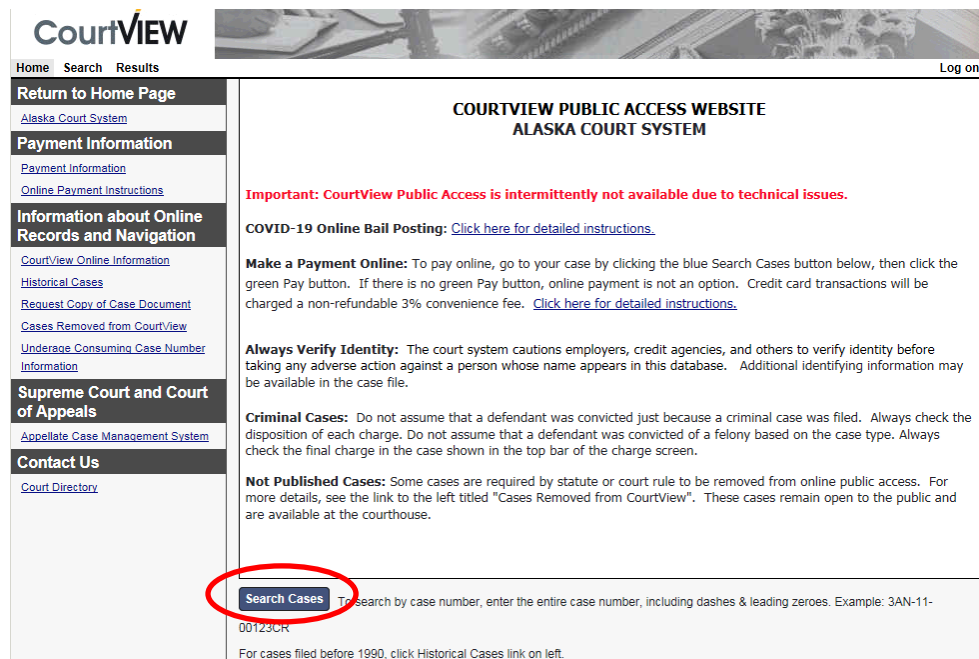 CourtVIEW
Home Search Results
Log on
Return to Home Page
Alaska Court System
Payment Information
Payment Information
Online Payment Instructions
Information about Online
Records and Navigation
CourtView Online Information
Historical Cases
Request Copy of Case Document
Cases Removed from CourtView
Underage Consuming Case Number
Information
Supreme Court and Court
of Appeals
Appellate Case Management System
Contact Us
Court Directory
COURTVIEW PUBLIC ACCESS WEBSITE
ALASKA COURT SYSTEM
Important: CourtView Public Access is intermittently not available due to technical issues.
COVID-19 Online Bail Posting: Click here for detailed instructions.
Make a Payment Online: To pay online, go to your case by clicking the blue Search Cases button below, then click the
green Pay button. If there is no green Pay button, online payment is not an option. Credit card transactions will be
charged a non-refundable 3% convenience fee. Click here for detailed instructions.
Always Verify Identity: The court system cautions employers, credit agencies, and others to verify identity before
taking any adverse action against a person whose name appears in this database. Additional identifying information may
be available in the case file.
Criminal Cases: Do not assume that a defendant was convicted just because a criminal case was filed. Always check the
disposition of each charge. Do not assume that a defendant was convicted of a felony based on the case type. Always
check the final charge in the case shown in the top bar of the charge screen.
Not Published Cases: Some cases are required by statute or court rule to be removed from online public access. For
more details, see the link to the left titled "Cases Removed from CourtView". These cases remain open to the public and
are available at the courthouse.
Search Cases To search by case number, enter the entire case number, including dashes & leading zeroes. Example: 3AN-11-
00123CR
For cases filed before 1990, click Historical Cases link on left.